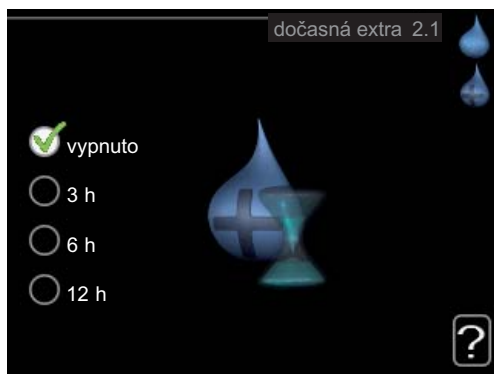 dočasná extra 2.1
vypnuto
3 h
6 h
12 h
?